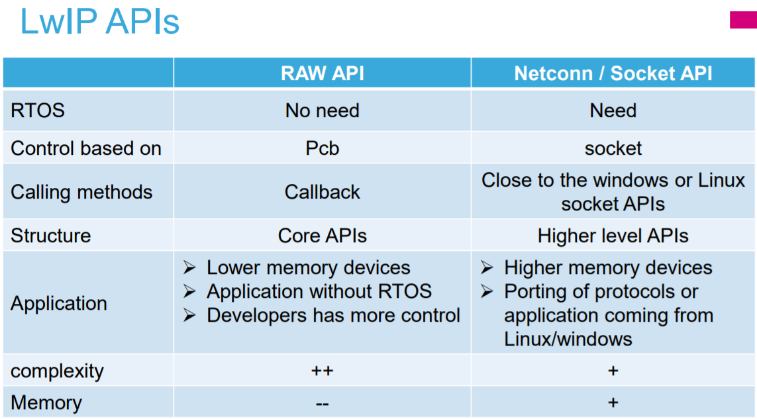 LwIP APIs
RAW API
Netconn / Socket API
RTOS
No need
Need
Control based on
Pcb
socket
Calling methods
Callback
Close to the windows or Linux
socket APIs
Structure
Core APIs
Higher level APIs
Application
➢ Lower memory devices
➢ Application without RTOS
➢ Developers has more control
➢ Higher memory devices
➢ Porting of protocols or
application coming from
Linux/windows
complexity
++
+
Memory
--
+